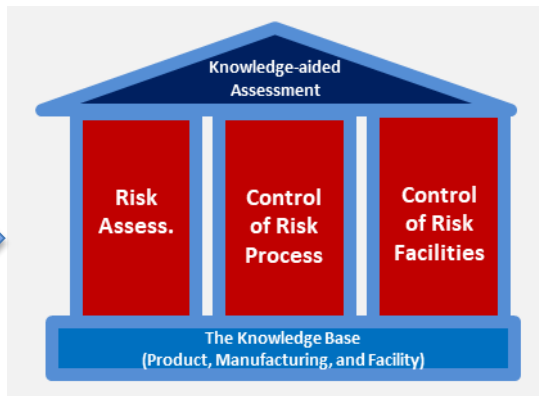 Knowledge-aided
Assessment
Risk
Assess.
Control
of Risk
Process
Control
of Risk
Facilities
The Knowledge Base
(Product, Manufacturing, and Facility)